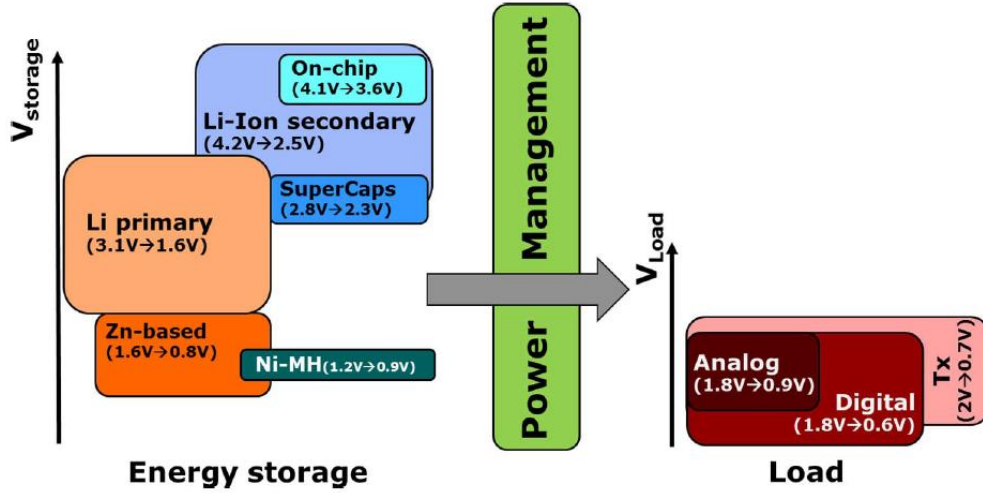 V storage
On-chip
(4.1V→3.6V)
Li-Ion secondary
(4.2V→2.5V)
SuperCaps
(2.8V→2.3V)
Li primary
(3.1V→1.6V)
Zn-based
(1.6V→0.8V)
Ni-MH(1.2V→0.9V)
Energy storage
Power Management
V Load
Analog
(1.8V→0.9V)
Digital
(1.8V→0.6V)
Tx
(2V→0.7V)
Load